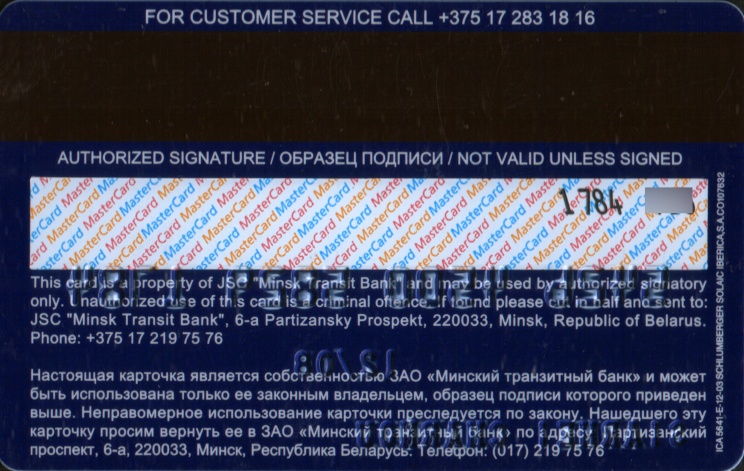 FOR CUSTOMER SERVICE CALL +375 17 283 18 16
AUTHORIZED SIGNATURE / ОБРАЗЕЦ ПОДПИСИ / NOT VALID UNLESS SIGNED
MasterCard MasterCard MasterCard MasterCard MasterCard
1784
This card is a property of JSC "Minsk Transit Bank" and may be used by authorized signatory
only. Unauthorized use of this card is a criminal offence. If found please cut in half and sent to:
JSC "Minsk Transit Bank", 6-a Partizansky Prospekt, 220033, Minsk, Republic of Belarus.
Phone: +375 17 219 75 76
Настоящая карточка является собственностью ЗАО «Минский транзитный банк» и может
быть использована только ее законным владельцем, образец подписи которого приведен
выше. Неправомерное использование карточки преследуется по закону. Нашедшего эту
карточку просим вернуть ее в ЗАО «Минский транзитный банк» по адресу: Партизанский
проспект, 6-а, 220033, Минск, Республика Беларусь. Телефон: (017) 219 75 76
ICA 5641-E-12-03 SCHLUMBERGER SOLAIC IBERICA,S.A.CO107632